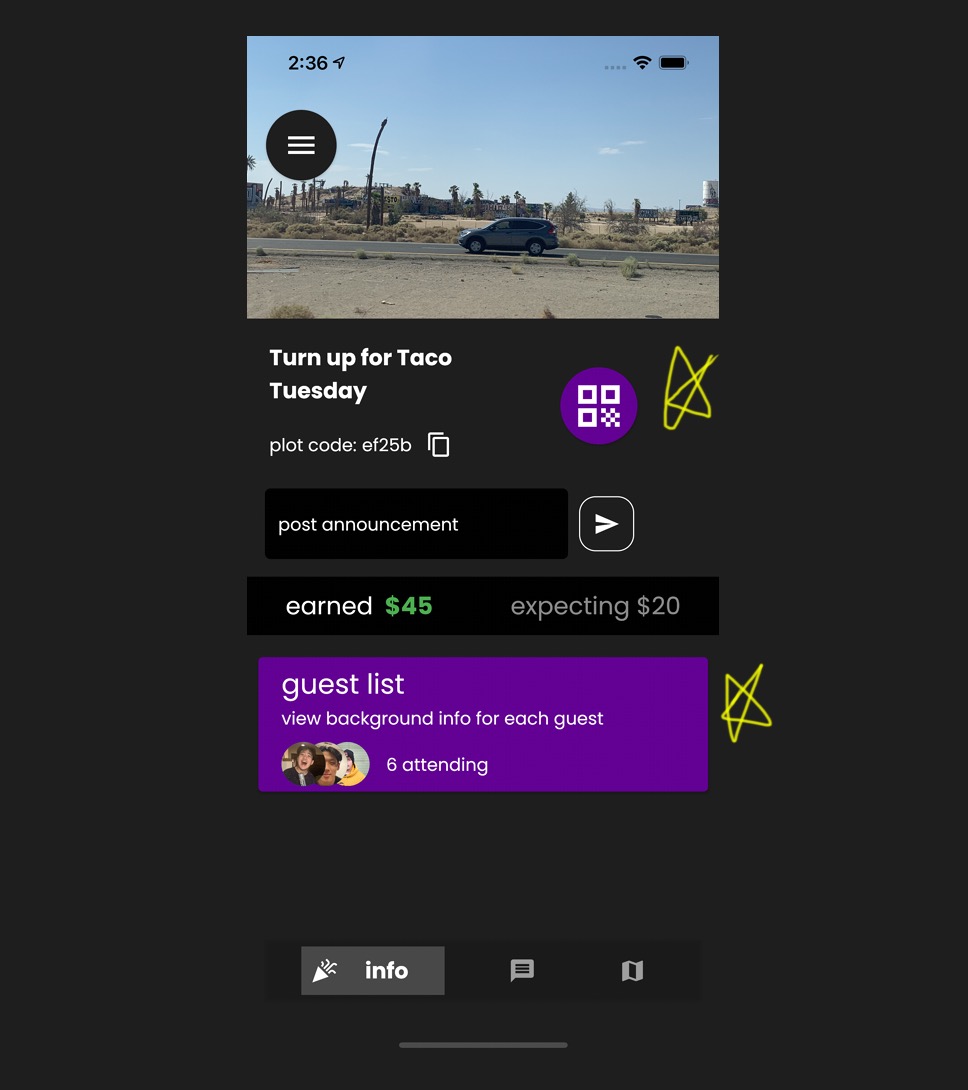 2:36
Turn up for Taco
Tuesday
plot code: ef25b
post announcement
earned $45 expecting $20
guest list
view background info for each guest
6 attending
info